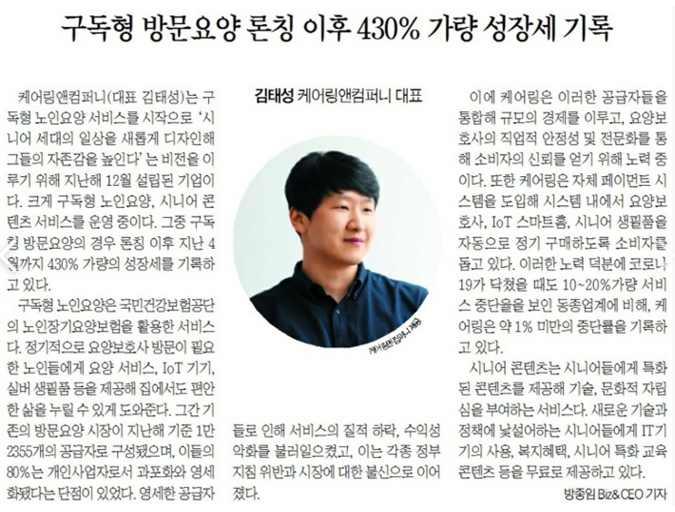 구독형 방문요양 론칭 이후 430% 가량 성장세 기록
케어링앤컴퍼니(대표 김태성)는 구
독형 노인요양 서비스를 시작으로 ‘시
니어 세대의 일상을 새롭게 디자인해
그들의 자존감을 높인다’는 비전을 이
루기 위해 지난해 12월 설립된 기업이
다. 크게 구독형 노인요양, 시니어 콘
텐츠 서비스를 운영 중이다. 그중 구독
형 방문요양의 경우 론칭 이후 지난 4
월까지 430% 가량의 성장세를 기록하
고 있다.
구독형 노인요양은 국민건강보험공단
의 노인장기요양보험을 활용한 서비스
다. 정기적으로 요양보호사 방문이 필요
한 노인들에게 요양 서비스, IoT 기기,
실버 생필품 등을 제공해 집에서도 편안
한 삶을 누릴 수 있게 도와준다. 그간 기
존의 방문요양 시장이 지난해 기준 1만
2355개의 공급자로 구성됐으며, 이들의
80%는 개인사업자로서 과포화와 영세
화됐다는 단점이 있었다. 영세한 공급자
김태성 케어링앤컴퍼니 대표
케어링앤컴퍼니 제공
들로 인해 서비스의 질적 하락, 수익성
악화를 불러일으켰고, 이는 각종 정부
지침 위반과 시장에 대한 불신으로 이어
졌다.
이에 케어링은 이러한 공급자들을
통합해 규모의 경제를 이루고, 요양보
호사의 직업적 안정성 및 전문화를 통
해 소비자의 신뢰를 얻기 위해 노력 중
이다. 또한 케어링은 자체 페이먼트 시
스템을 도입해 시스템 내에서 요양보
호사, IoT 스마트홈, 시니어 생필품을
자동으로 정기 구매하도록 소비자를
돕고 있다. 이러한 노력 덕분에 코로나
19가 닥쳤을 때도 10~20%가량 서비
스 중단율을 보인 동종업계에 비해, 케
어링은 약 1% 미만의 중단률을 기록하
고 있다.
시니어 콘텐츠는 시니어들에게 특화
된 콘텐츠를 제공해 기술, 문화적 자립
심을 부여하는 서비스다. 새로운 기술과
정책에 낯설어하는 시니어들에게 IT기
기의 사용, 복지혜택, 시니어 특화 교육
콘텐츠 등을 무료로 제공하고 있다.
방종임 Biz&CEO 기자